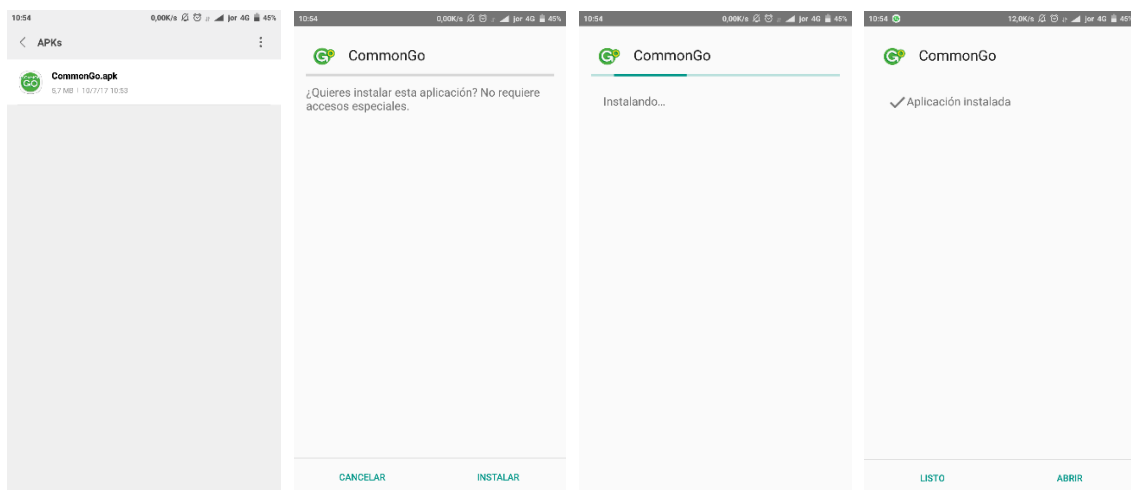 10:54 0,00K/s jor 4G 45%
APKs
GO
CommonGo.apk
5,7 MB | 10/7/17 10:53
10:54 0,00K/s jor 4G 45%
CommonGo
¿Quieres instalar esta aplicación? No requiere
accesos especiales.
CANCELAR INSTALAR
10:54 0,00K/s jor 4G 45%
CommonGo
Instalando...
10:54 12,0K/s jor 4G 45%
CommonGo
Aplicación instalada
LISTO ABRIR